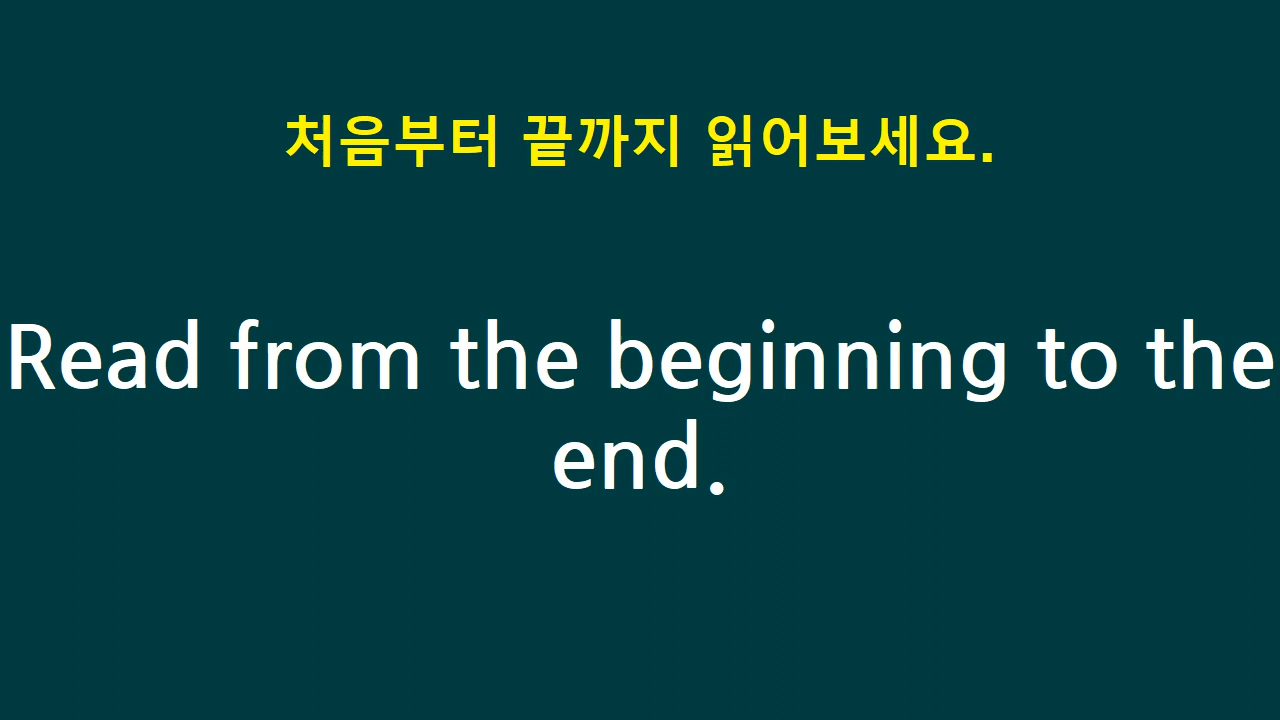 처음부터 끝까지 읽어보세요.
Read from the beginning to the
end.